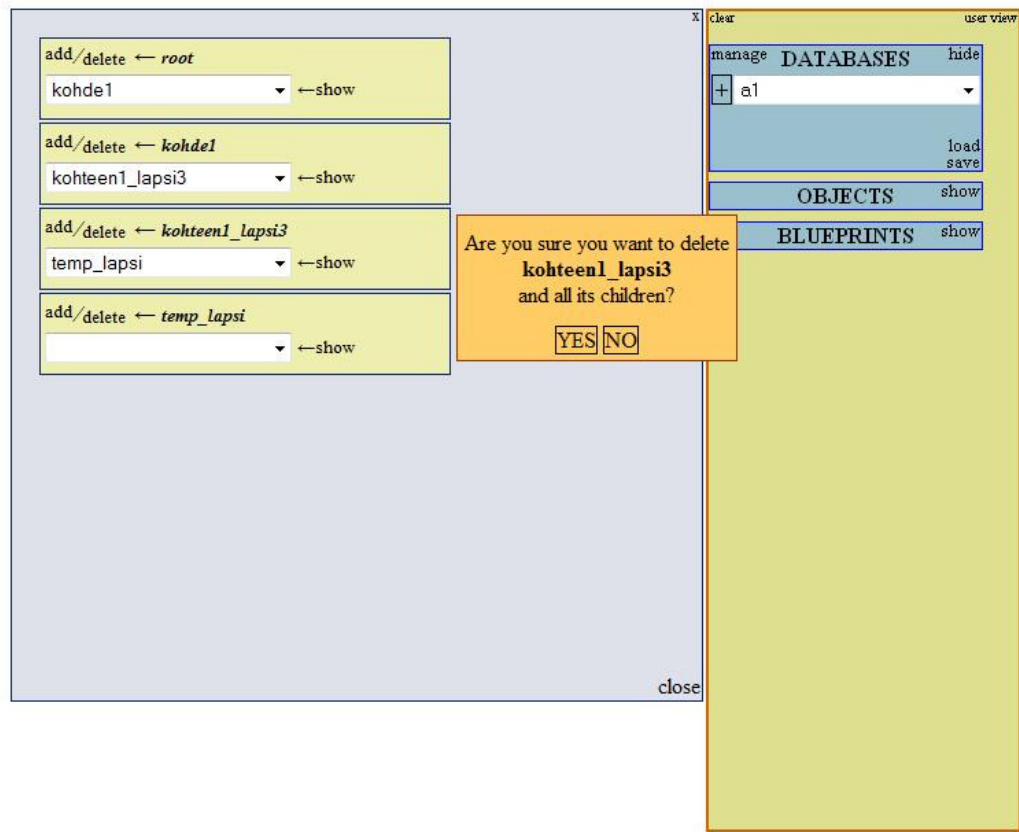 x
add/delete ← root
kohde1 ←show
add/delete ← kohde1
kohteen1_lapsi3 ←show
add/delete ← kohteen1_lapsi3
temp_lapsi ←show
add/delete ← temp_lapsi
←show
close
Are you sure you want to delete
kohteen1_lapsi3
and all its children?
YES NO
clear user view
manage DATABASES hide
+ a1
load
save
OBJECTS show
BLUEPRINTS show